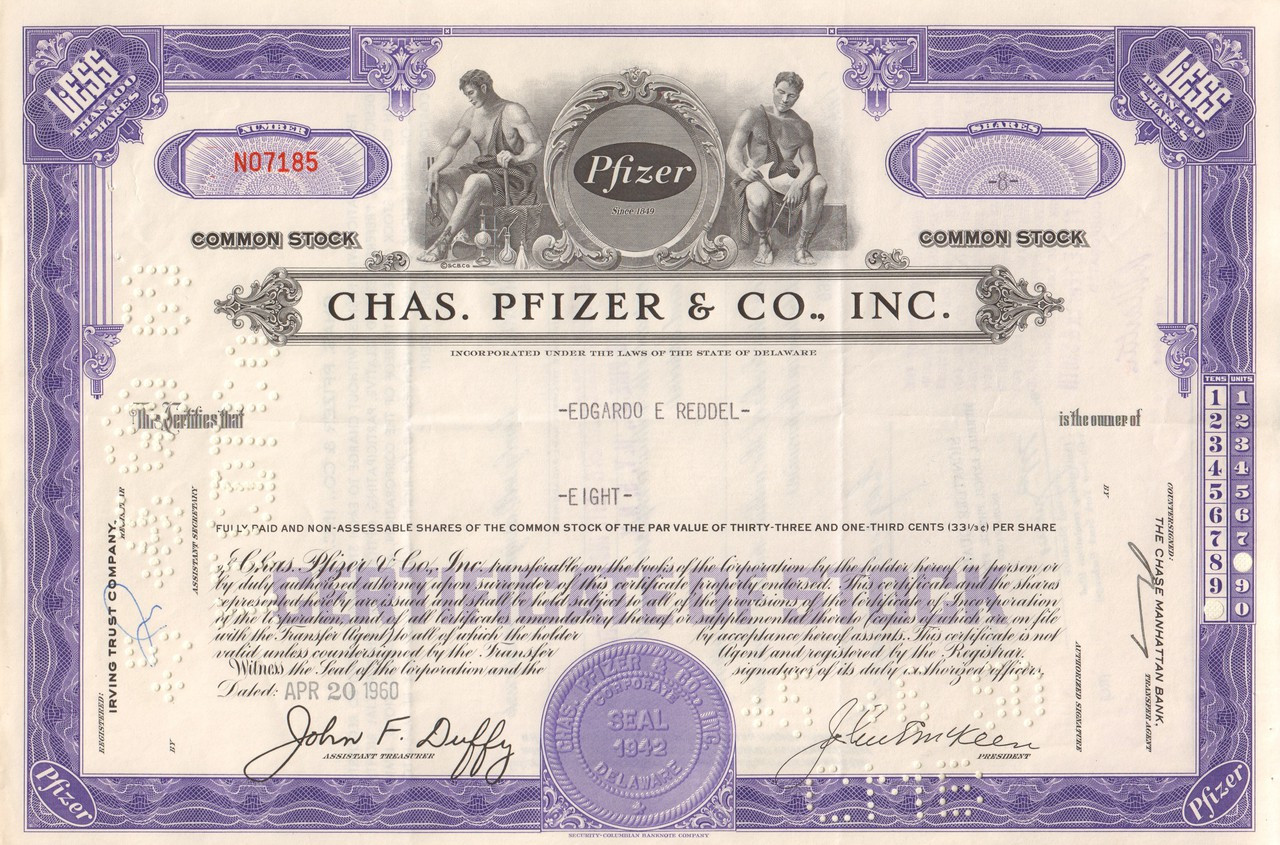 LESS
THAN 100
SHARES
LESS
THAN 100
SHARES
NUMBER
NO7185
SHARES
-8-
Pfizer
Since 1849
COMMON STOCK
COMMON STOCK
©S.C.B.CO.
CHAS. PFIZER & CO., INC.
INCORPORATED UNDER THE LAWS OF THE STATE OF DELAWARE
TENS UNITS
1 1
2 2
3 3
4 4
5 5
6 6
7 7
8
9 9
0
This Certifies that -EDGARDO E REDDEL- is the owner of
-EIGHT-
FULLY PAID AND NON-ASSESSABLE SHARES OF THE COMMON STOCK OF THE PAR VALUE OF THIRTY-THREE AND ONE-THIRD CENTS (33⅓¢) PER SHARE
CERTIFICATE OF STOCK
of Chas. Pfizer & Co., Inc. transferable on the books of the Corporation by the holder hereof in person or
by duly authorized attorney upon surrender of this certificate properly endorsed. This certificate and the shares
represented hereby are issued and shall be held subject to all of the provisions of the Certificate of Incorporation
of the Corporation and of certificates amendatory thereof or supplemental thereto (copies of which are on file
with the Transfer Agent) to all of which the holder by acceptance hereof assents. This certificate is not
valid unless countersigned by the Transfer Agent and registered by the Registrar.
Witness the Seal of the Corporation and the signatures of its duly authorized officers.
Dated: APR 20 1960
John F. Duffy
ASSISTANT TREASURER
CHAS. PFIZER & CO., INC.
CORPORATE
SEAL
1942
DELAWARE
John E McKeen
PRESIDENT
REGISTERED:
IRVING TRUST COMPANY,
REGISTRAR
BY
ASSISTANT SECRETARY
COUNTERSIGNED:
THE CHASE MANHATTAN BANK,
TRANSFER AGENT
BY
AUTHORIZED SIGNATURE
Pfizer
Pfizer
SECURITY-COLUMBIAN BANKNOTE COMPANY